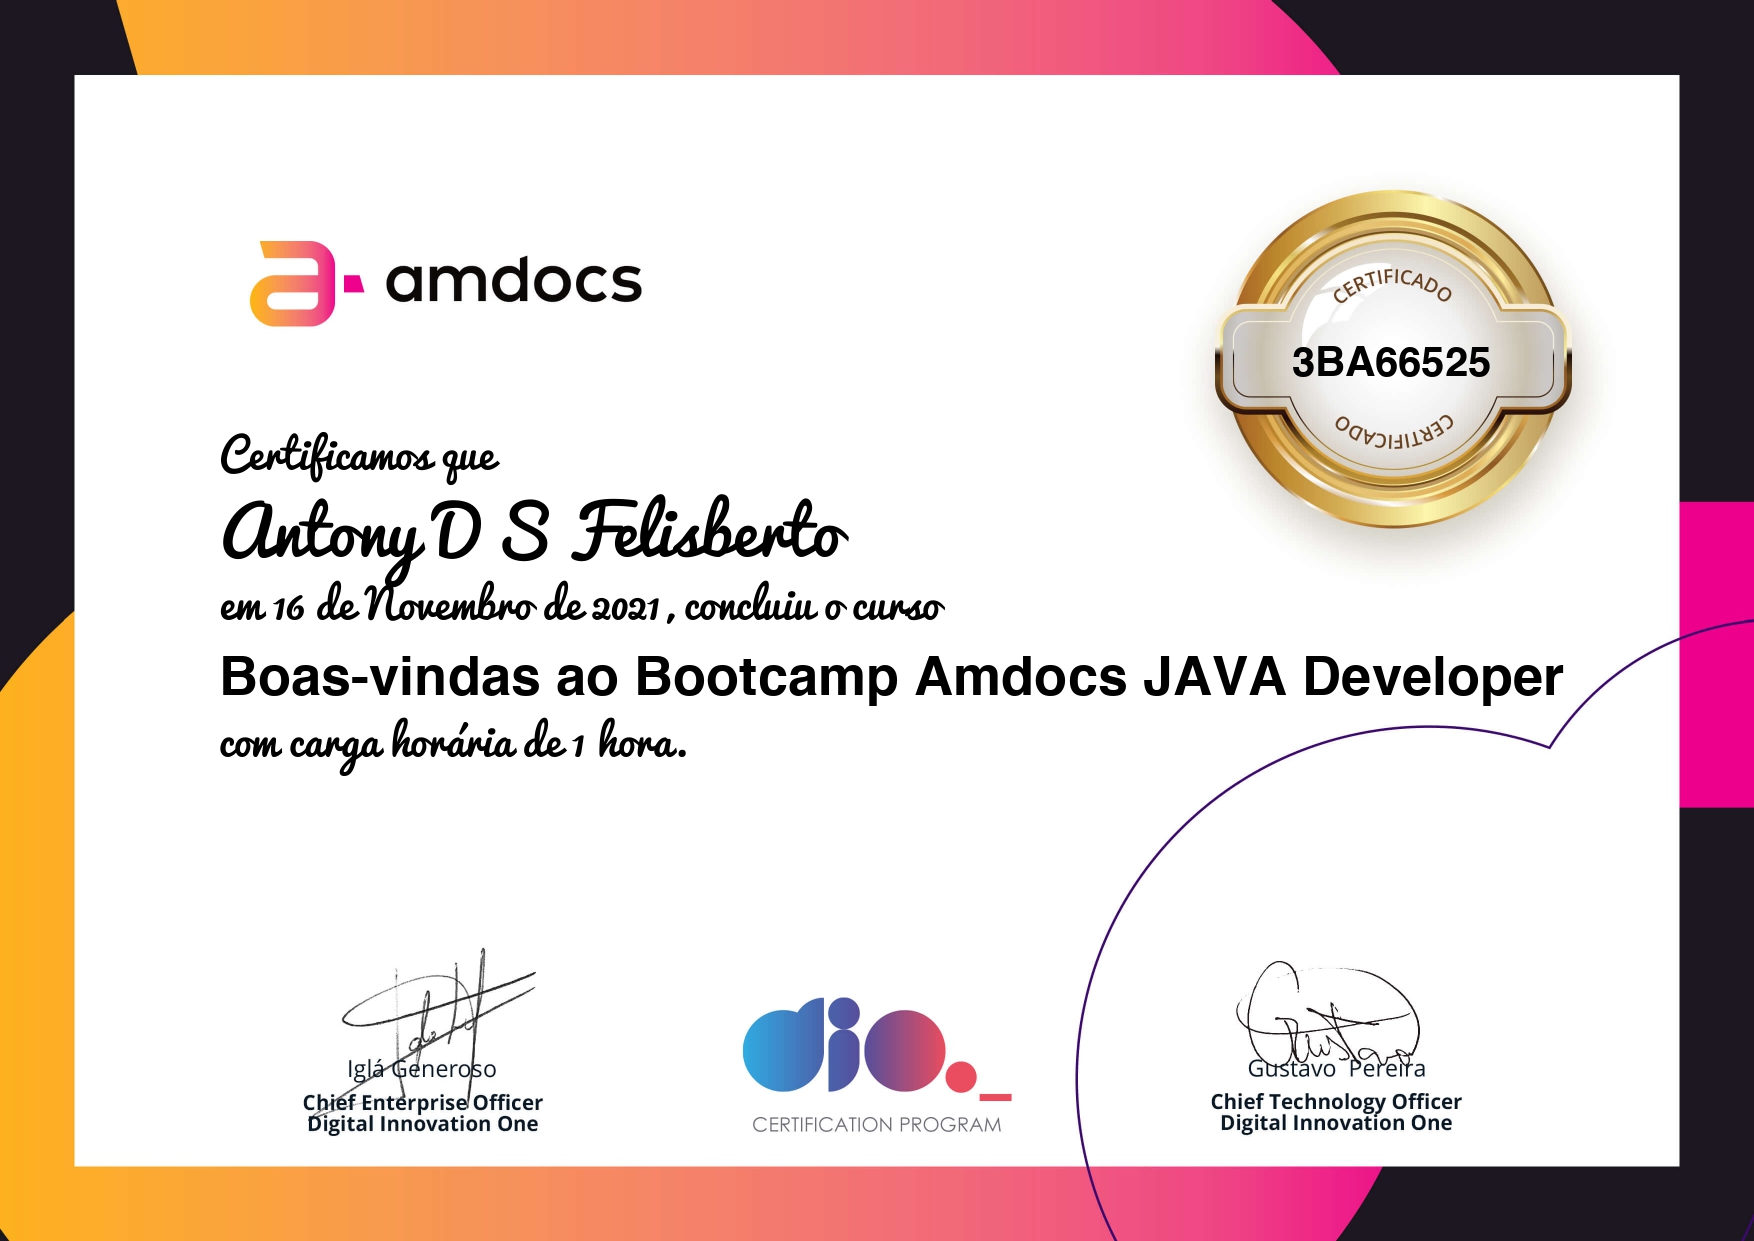 amdocs
CERTIFICADO
3BA66525
CERTIFICADO
Certificamos que
Antony D S Felisberto
em 16 de Novembro de 2021, concluiu o curso
Boas-vindas ao Bootcamp Amdocs JAVA Developer
com carga horária de 1 hora.
Iglá Generoso
Chief Enterprise Officer
Digital Innovation One
dio._
CERTIFICATION PROGRAM
Gustavo Pereira
Chief Technology Officer
Digital Innovation One